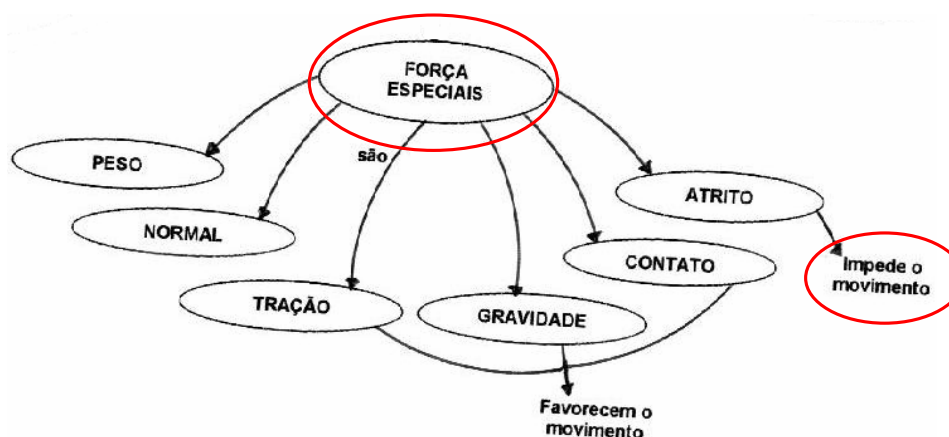 FORÇA
ESPECIAIS
são
PESO
NORMAL
TRAÇÃO
GRAVIDADE
CONTATO
ATRITO
Impede o
movimento
Favorecem o
movimento